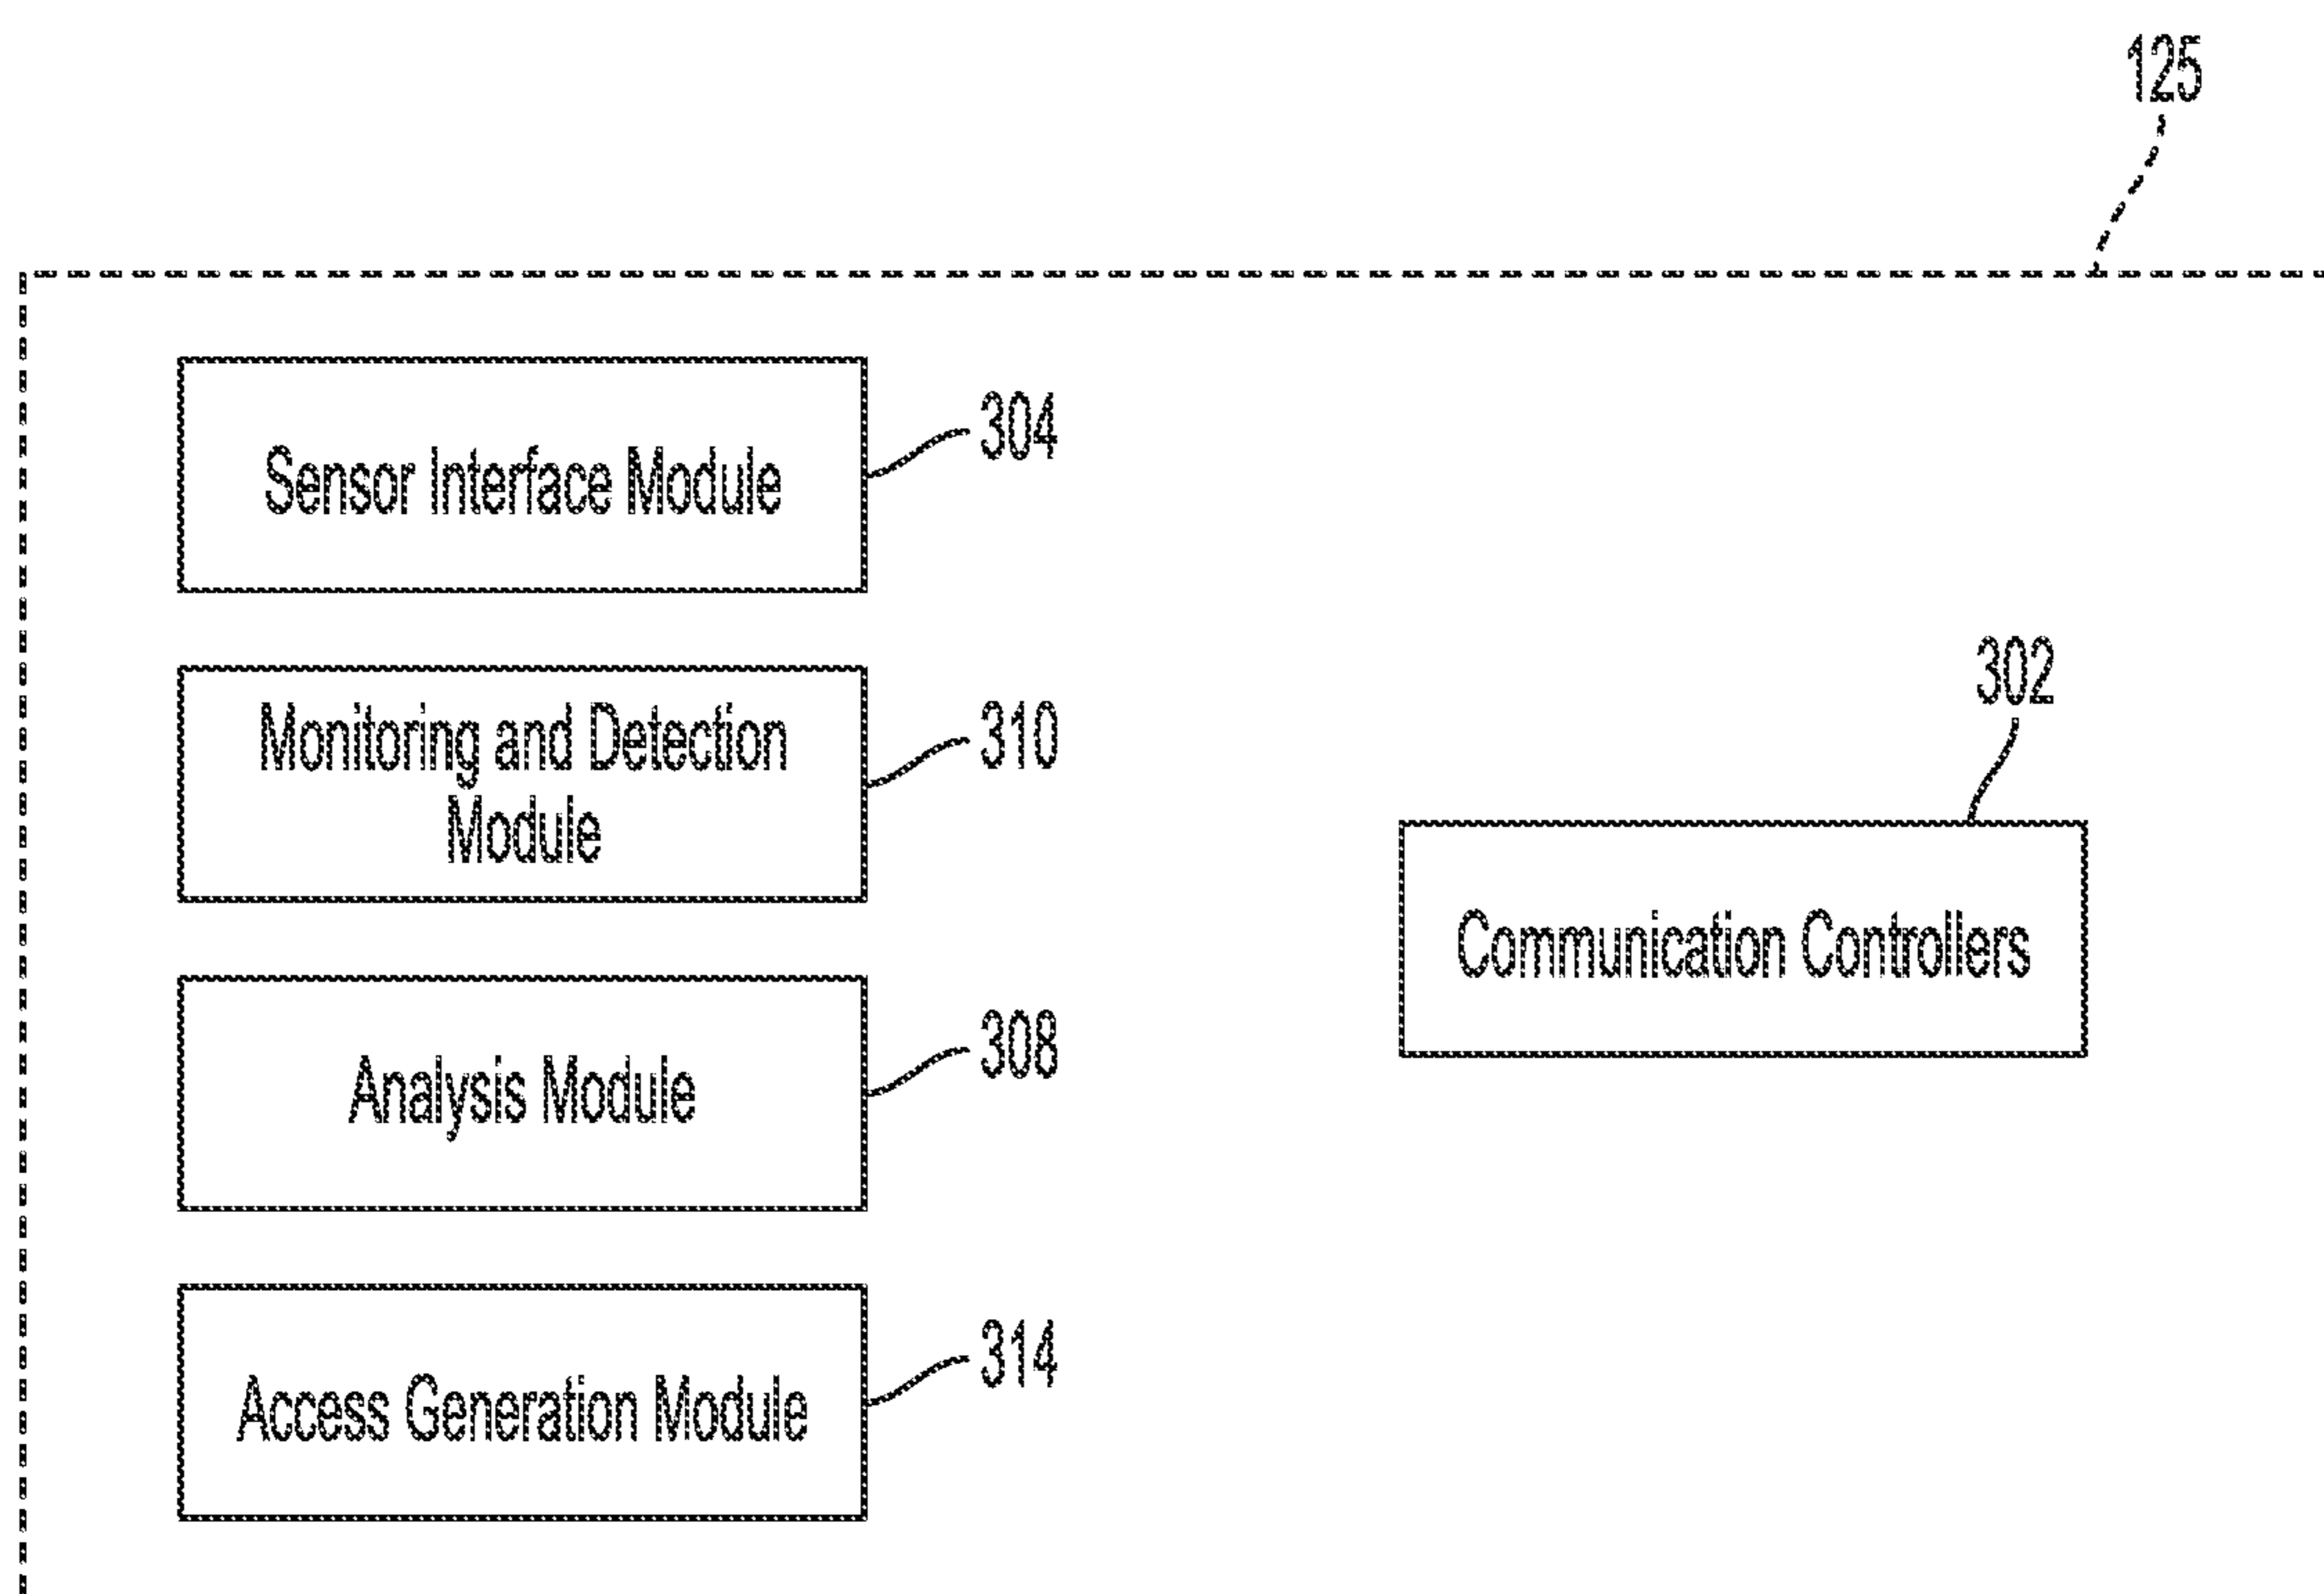 125
Sensor Interface Module
304
Monitoring and Detection
Module
310
302
Communication Controllers
Analysis Module
308
Access Generation Module
314